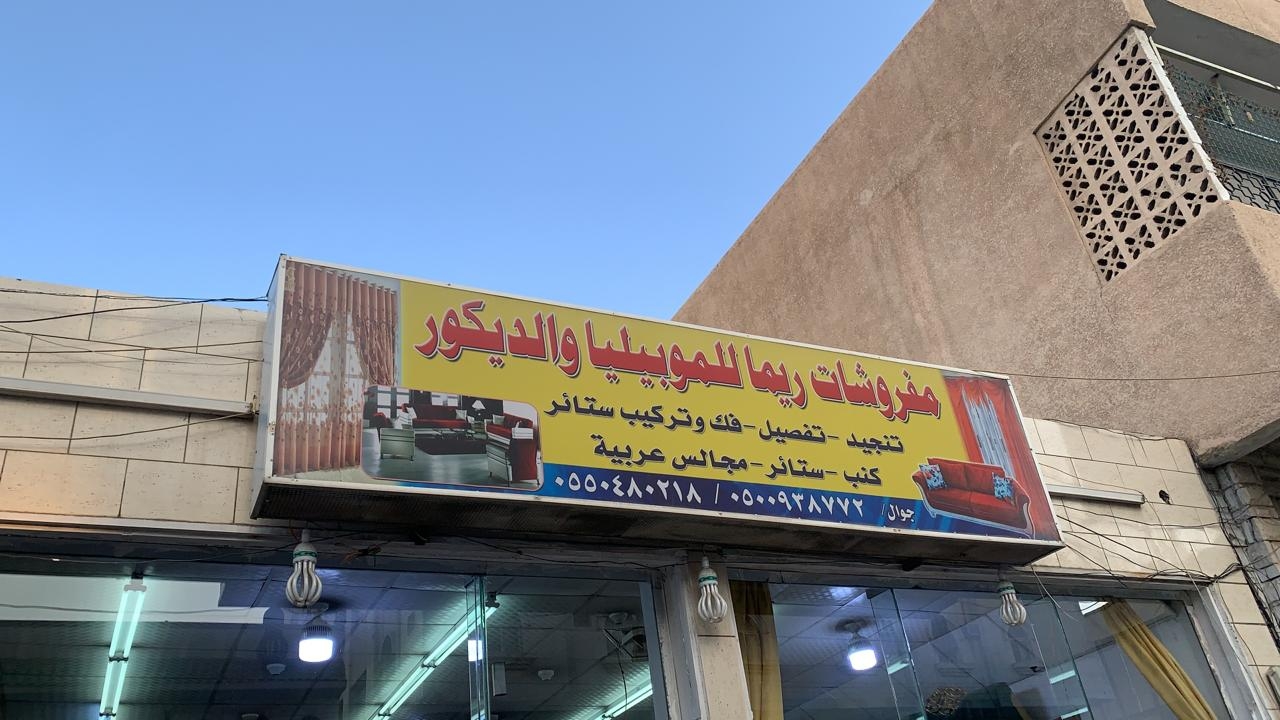 مفروشات ريما للموبيليا والديكور
تنجيد - تفصيل - فك وتركيب ستائر
كنب - ستائر - مجالس عربية
جوال / ٠٥٠٠٩٣٨٧٧٢ / ٠٥٥٠٤٨٠٢١٨